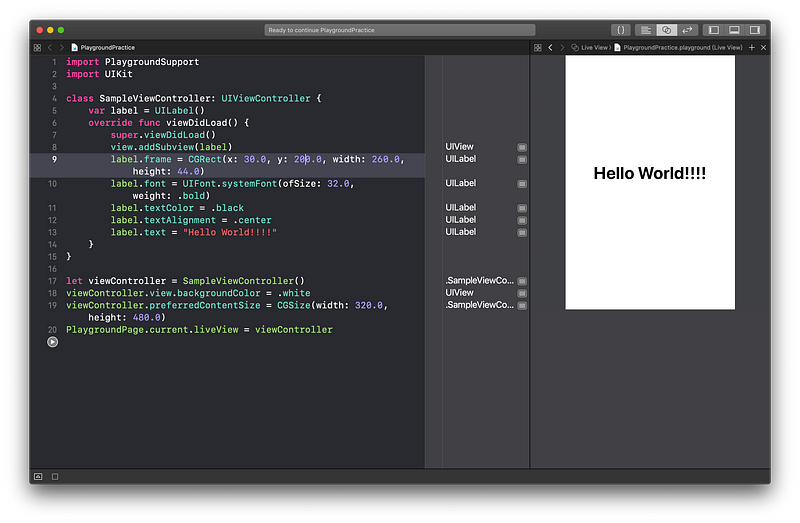 Ready to continue PlaygroundPractice
PlaygroundPractice
Live View
PlaygroundPractice.playground (Live View)
1 import PlaygroundSupport
2 import UIKit
3
4 class SampleViewController: UIViewController {
5 var label = UILabel()
6 override func viewDidLoad() {
7 super.viewDidLoad()
8 view.addSubview(label)
9 label.frame = CGRect(x: 30.0, y: 200.0, width: 260.0,
height: 44.0)
10 label.font = UIFont.systemFont(ofSize: 32.0,
weight: .bold)
11 label.textColor = .black
12 label.textAlignment = .center
13 label.text = "Hello World!!!!"
14 }
15 }
16
17 let viewController = SampleViewController()
18 viewController.view.backgroundColor = .white
19 viewController.preferredContentSize = CGSize(width: 320.0,
height: 480.0)
20 PlaygroundPage.current.liveView = viewController
UIView
UILabel
UILabel
UILabel
UILabel
UILabel
.SampleViewCo...
UIView
.SampleViewCo...
Hello World!!!!